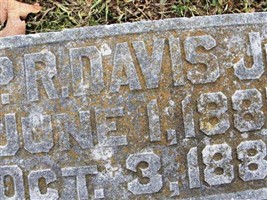 P. R. DAVIS J
JUNE 1, 188
OCT. 3, 188